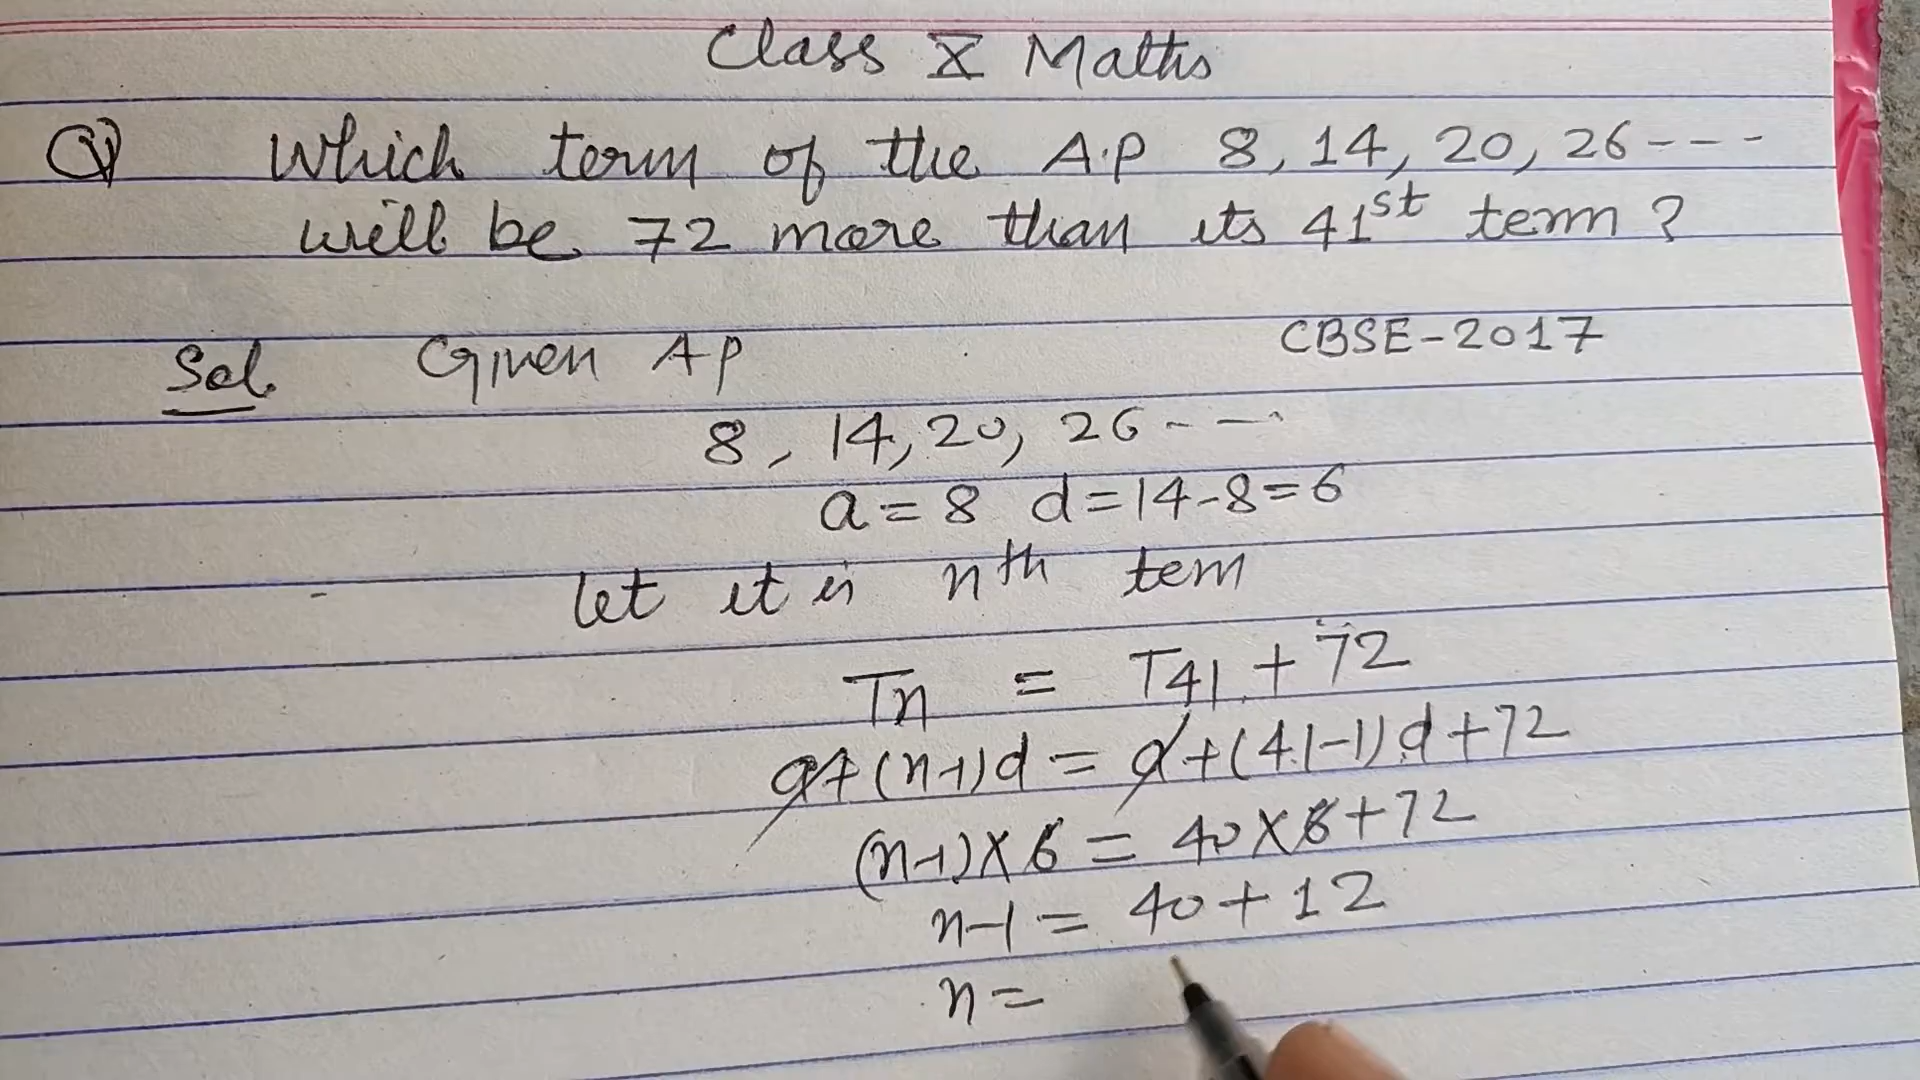 Class X Maths
Q Which term of the A.P 8, 14, 20, 26----
will be 72 more than its 41st term?
CBSE-2017
Sol. Given AP
8, 14, 20, 26----
a=8 d=14-8=6
let it is nth term
Tn = T41 + 72
a+(n-1)d = a+(41-1)d+72
(n-1)×6 = 40×6+72
n-1 = 40+12
n=